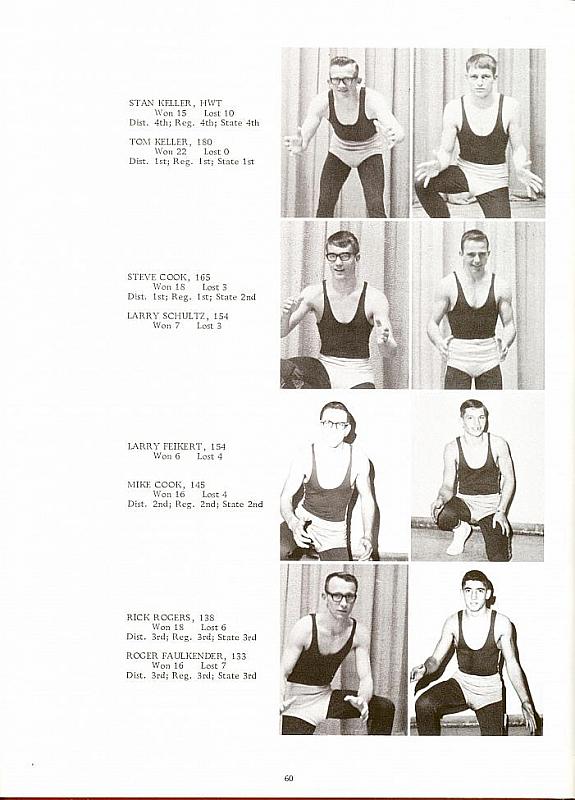 STAN KELLER, HWT
Won 15 Lost 10
Dist. 4th; Reg. 4th; State 4th
TOM KELLER, 180
Won 22 Lost 0
Dist. 1st; Reg. 1st; State 1st
STEVE COOK, 165
Won 18 Lost 3
Dist. 1st; Reg. 1st; State 2nd
LARRY SCHULTZ, 154
Won 7 Lost 3
LARRY FEIKERT, 154
Won 6 Lost 4
MIKE COOK, 145
Won 16 Lost 4
Dist. 2nd; Reg. 2nd; State 2nd
RICK ROGERS, 138
Won 18 Lost 6
Dist. 3rd; Reg. 3rd; State 3rd
ROGER FAULKENDER, 133
Won 16 Lost 7
Dist. 3rd; Reg. 3rd; State 3rd
60